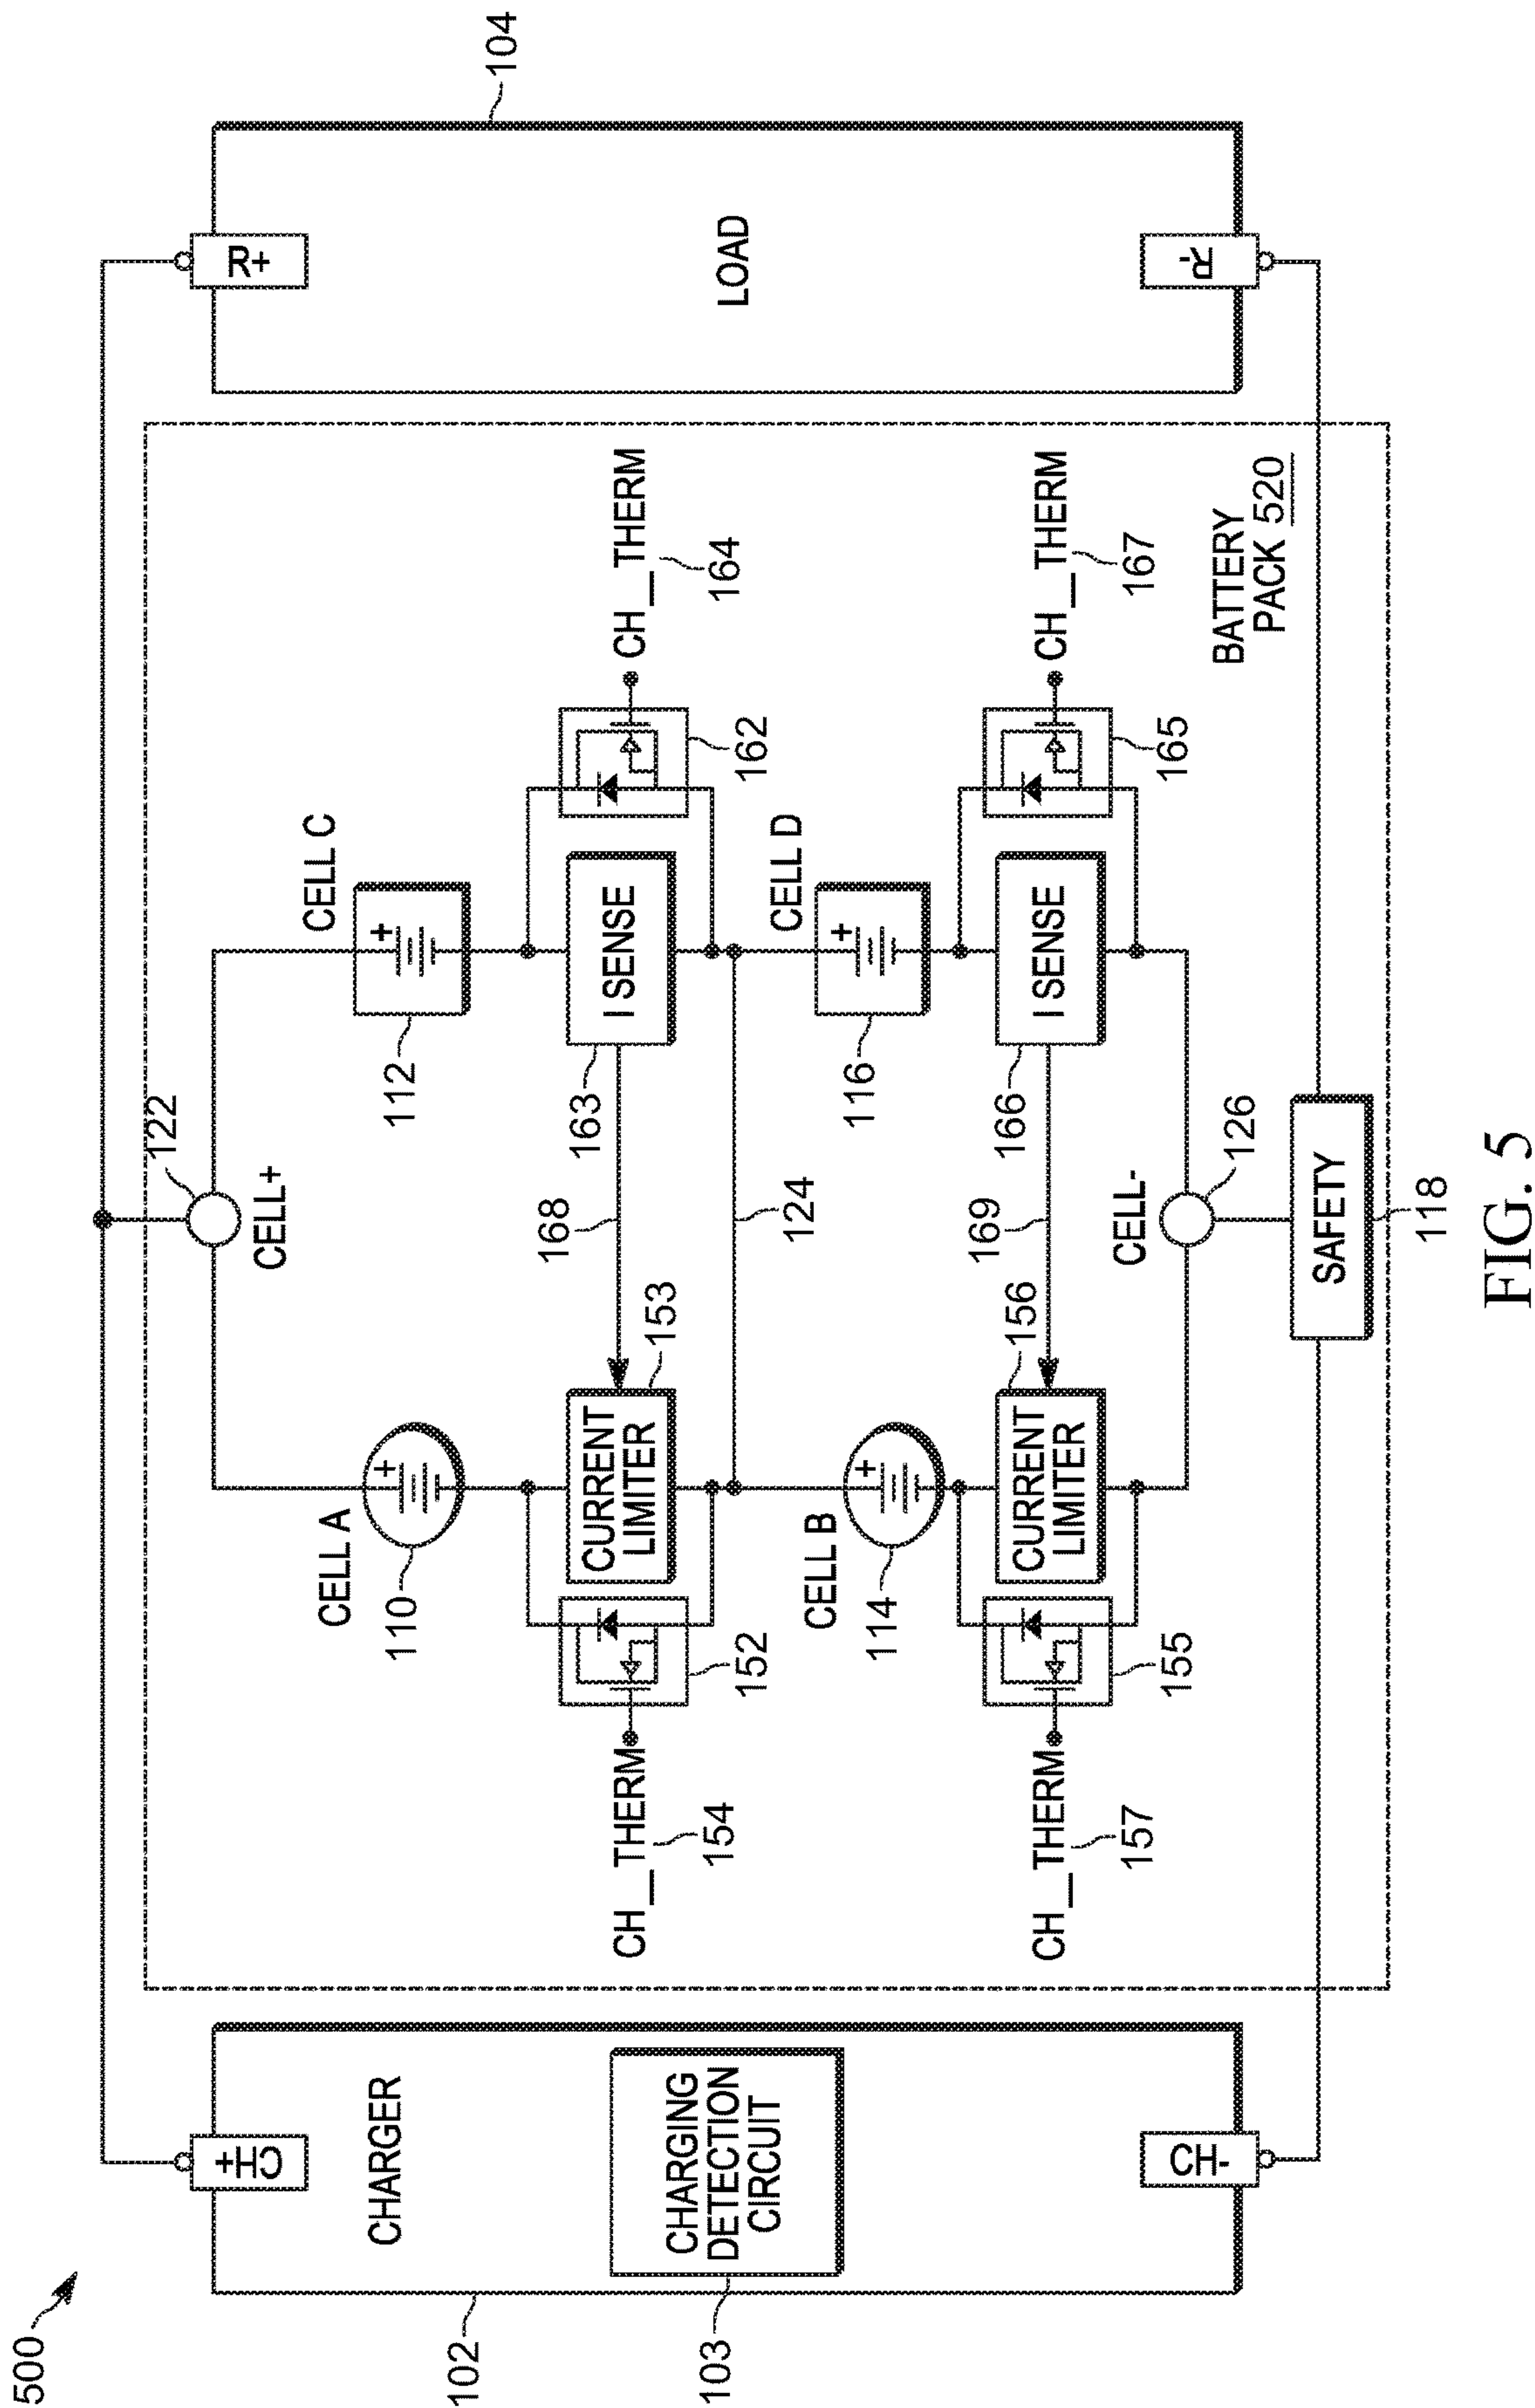 500
102
CHARGER
CH+
CHARGING
DETECTION
CIRCUIT
103
CH-
122
CELL+
CELL A
110
CELL C
112
CH_THERM
154
152
CURRENT
LIMITER
153
168
I SENSE
163
162
CH_THERM
164
124
CELL B
114
CELL D
116
CH_THERM
157
155
CURRENT
LIMITER
156
169
I SENSE
166
165
CH_THERM
167
CELL-
126
BATTERY
PACK 520
SAFETY
118
R+
LOAD
R-
104
FIG. 5